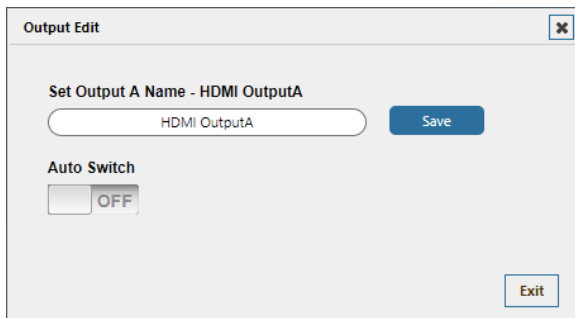 Output Edit
Set Output A Name - HDMI OutputA
HDMI OutputA
Save
Auto Switch
OFF
Exit